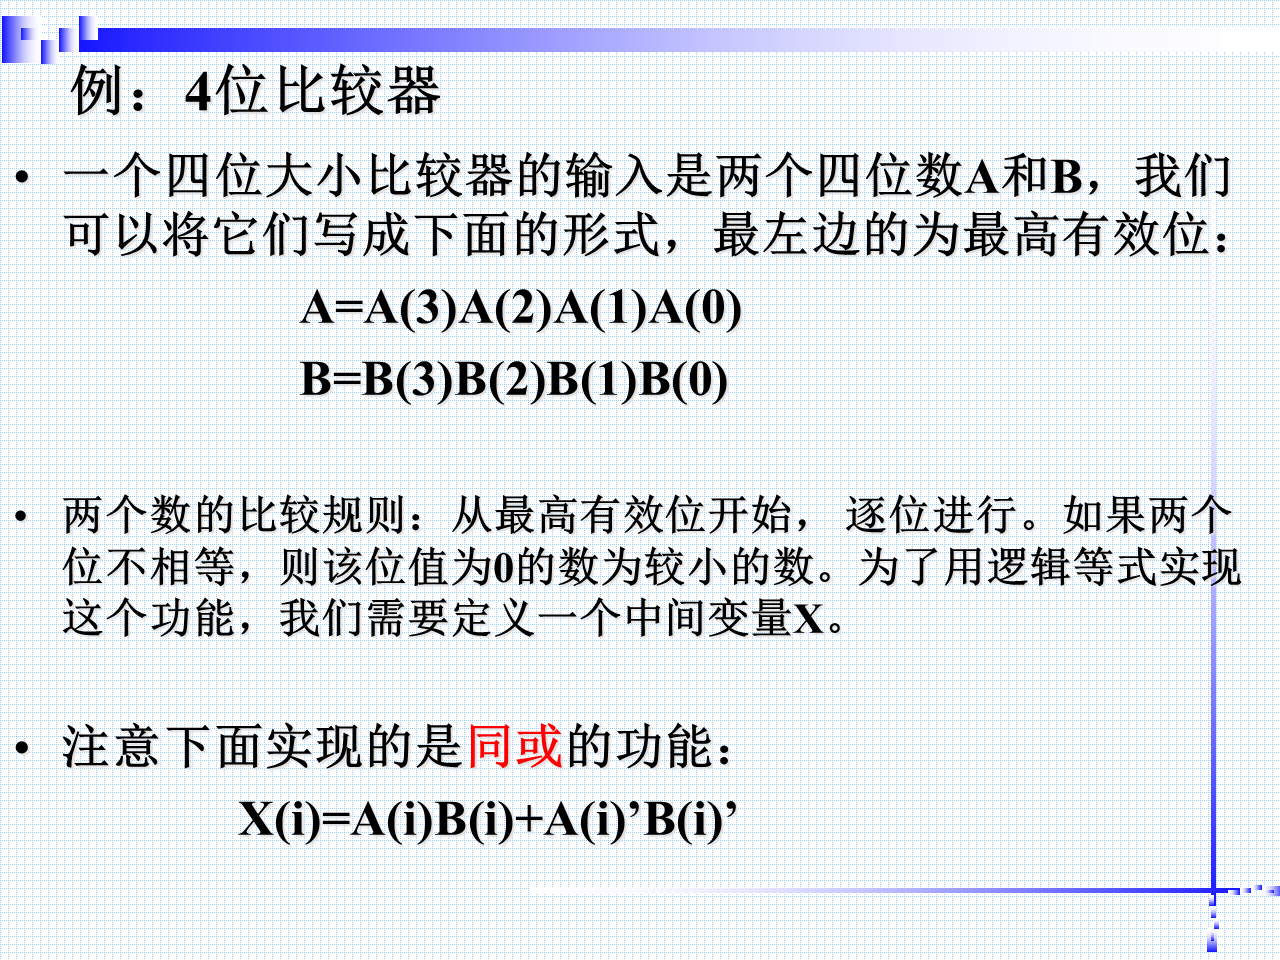 例：4位比较器
• 一个四位大小比较器的输入是两个四位数A和B，我们
可以将它们写成下面的形式，最左边的为最高有效位：
A=A(3)A(2)A(1)A(0)
B=B(3)B(2)B(1)B(0)
• 两个数的比较规则：从最高有效位开始，逐位进行。如果两个
位不相等，则该位值为0的数为较小的数。为了用逻辑等式实现
这个功能，我们需要定义一个中间变量X。
• 注意下面实现的是同或的功能：
X(i)=A(i)B(i)+A(i)’B(i)’